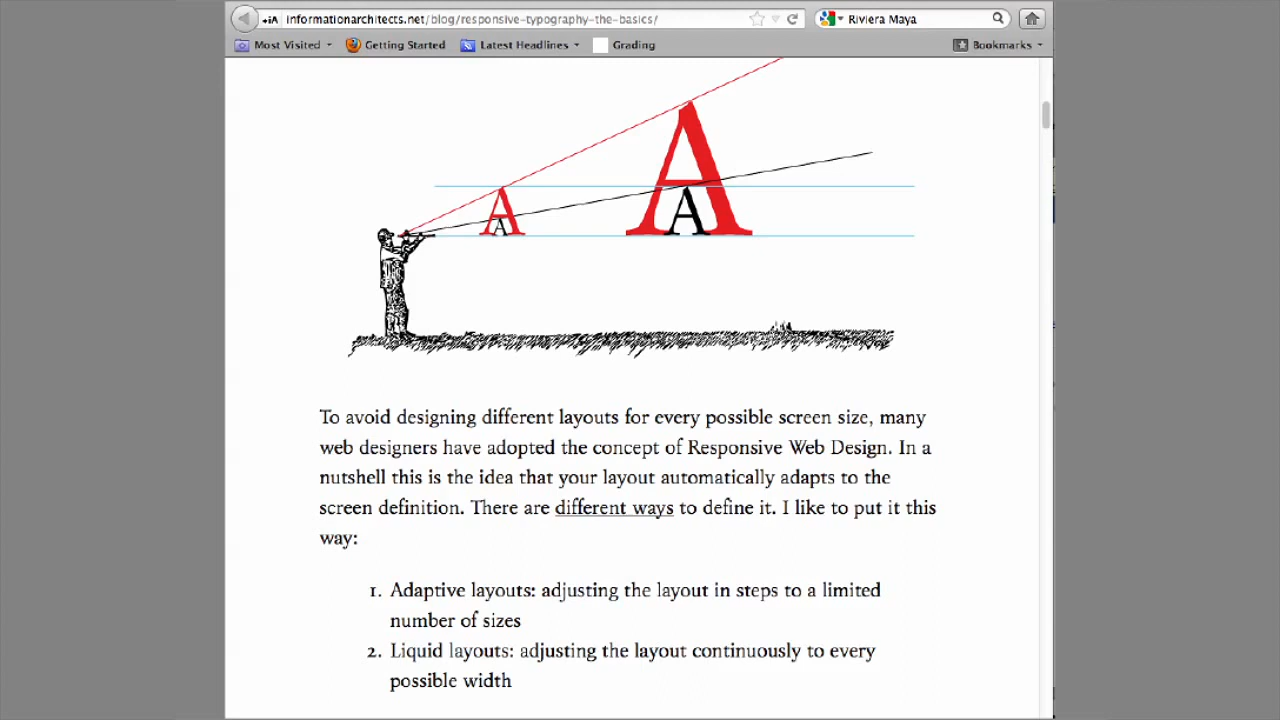 iA informationarchitects.net/blog/responsive-typography-the-basics/ Riviera Maya
Most Visited Getting Started Latest Headlines Grading Bookmarks
A
A
A
A
To avoid designing different layouts for every possible screen size, many
web designers have adopted the concept of Responsive Web Design. In a
nutshell this is the idea that your layout automatically adapts to the
screen definition. There are different ways to define it. I like to put it this
way:
1. Adaptive layouts: adjusting the layout in steps to a limited
number of sizes
2. Liquid layouts: adjusting the layout continuously to every
possible width